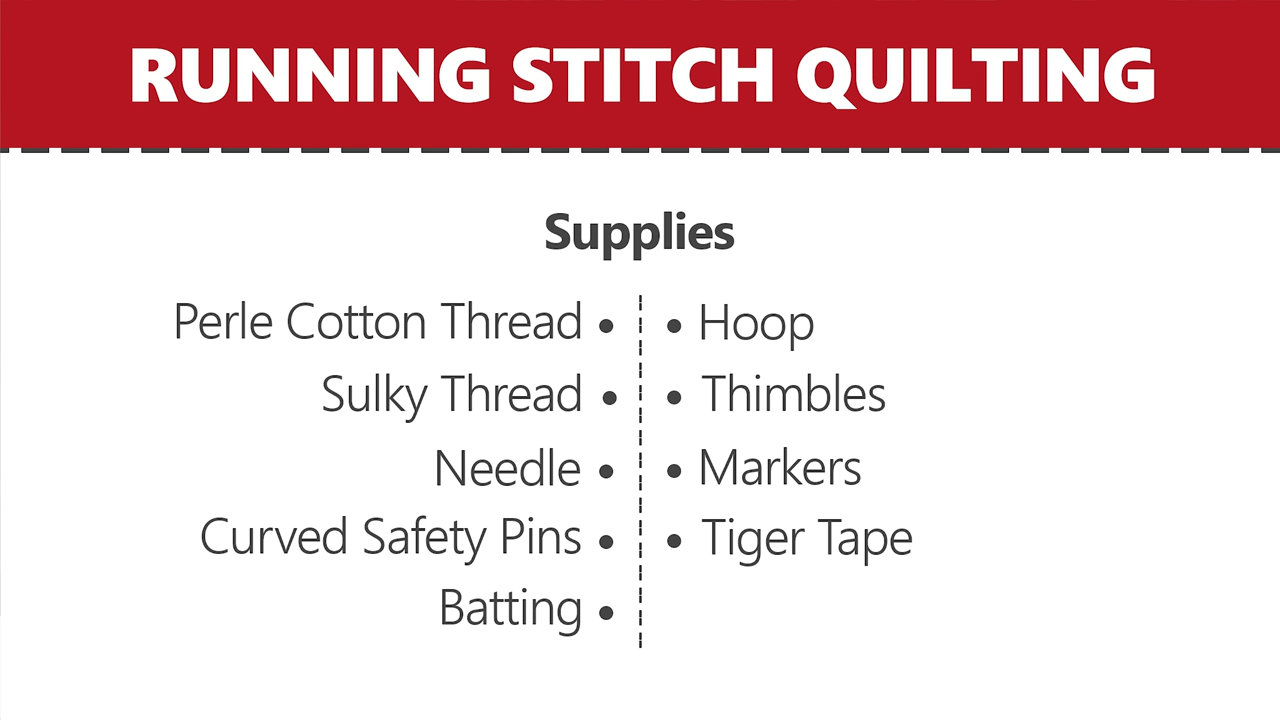 RUNNING STITCH QUILTING
Supplies
Perle Cotton Thread •
Sulky Thread •
Needle •
Curved Safety Pins •
Batting •
• Hoop
• Thimbles
• Markers
• Tiger Tape